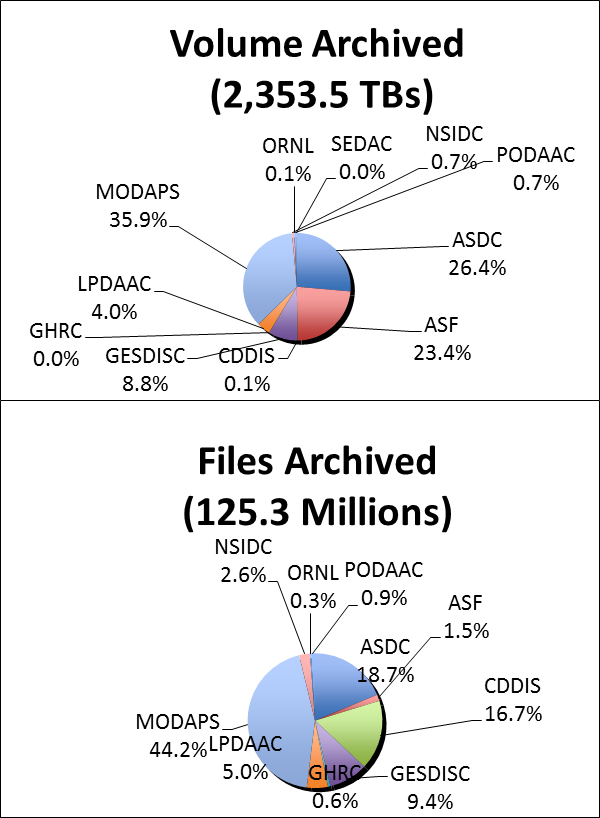 Volume Archived
(2,353.5 TBs)
ORNL
0.1%
SEDAC
0.0%
NSIDC
0.7%
PODAAC
0.7%
MODAPS
35.9%
ASDC
26.4%
LPDAAC
4.0%
GHRC
0.0%
GESDISC
8.8%
CDDIS
0.1%
ASF
23.4%
Files Archived
(125.3 Millions)
NSIDC
2.6%
ORNL
0.3%
PODAAC
0.9%
ASF
1.5%
ASDC
18.7%
CDDIS
16.7%
MODAPS
44.2%
LPDAAC
5.0%
GHRC
0.6%
GESDISC
9.4%